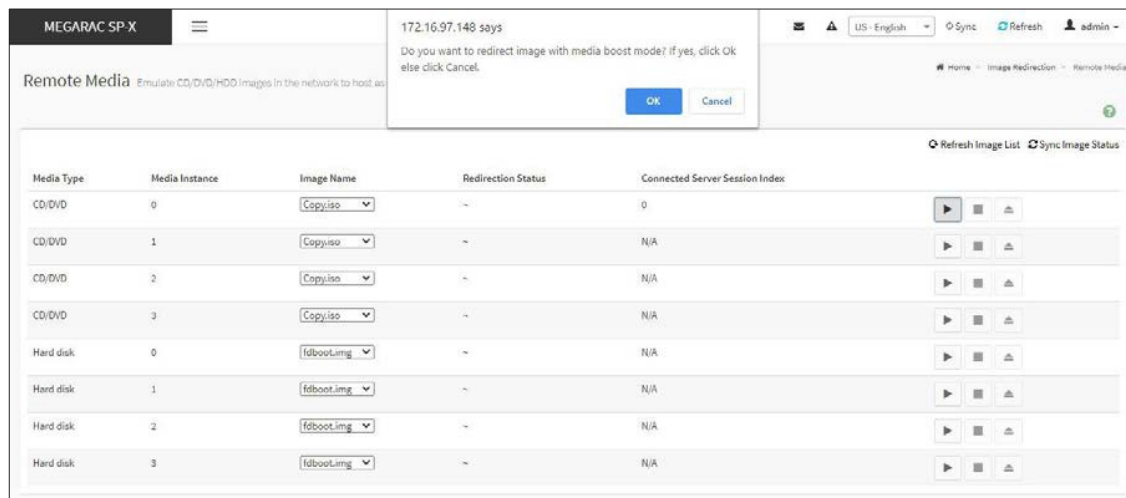 MEGARAC SP-X
172.16.97.148 says
Do you want to redirect image with media boost mode? If yes, click Ok
else click Cancel.
OK Cancel
US - English Sync Refresh admin
Remote Media Emulate CD/DVD/HDD images in the network to host as
Home Image Redirection Remote Media
Refresh Image List Sync Image Status
Media Type Media Instance Image Name Redirection Status Connected Server Session Index
CD/DVD 0 Copy.iso ~ 0
CD/DVD 1 Copy.iso ~ N/A
CD/DVD 2 Copy.iso ~ N/A
CD/DVD 3 Copy.iso ~ N/A
Hard disk 0 fdboot.img ~ N/A
Hard disk 1 fdboot.img ~ N/A
Hard disk 2 fdboot.img ~ N/A
Hard disk 3 fdboot.img ~ N/A